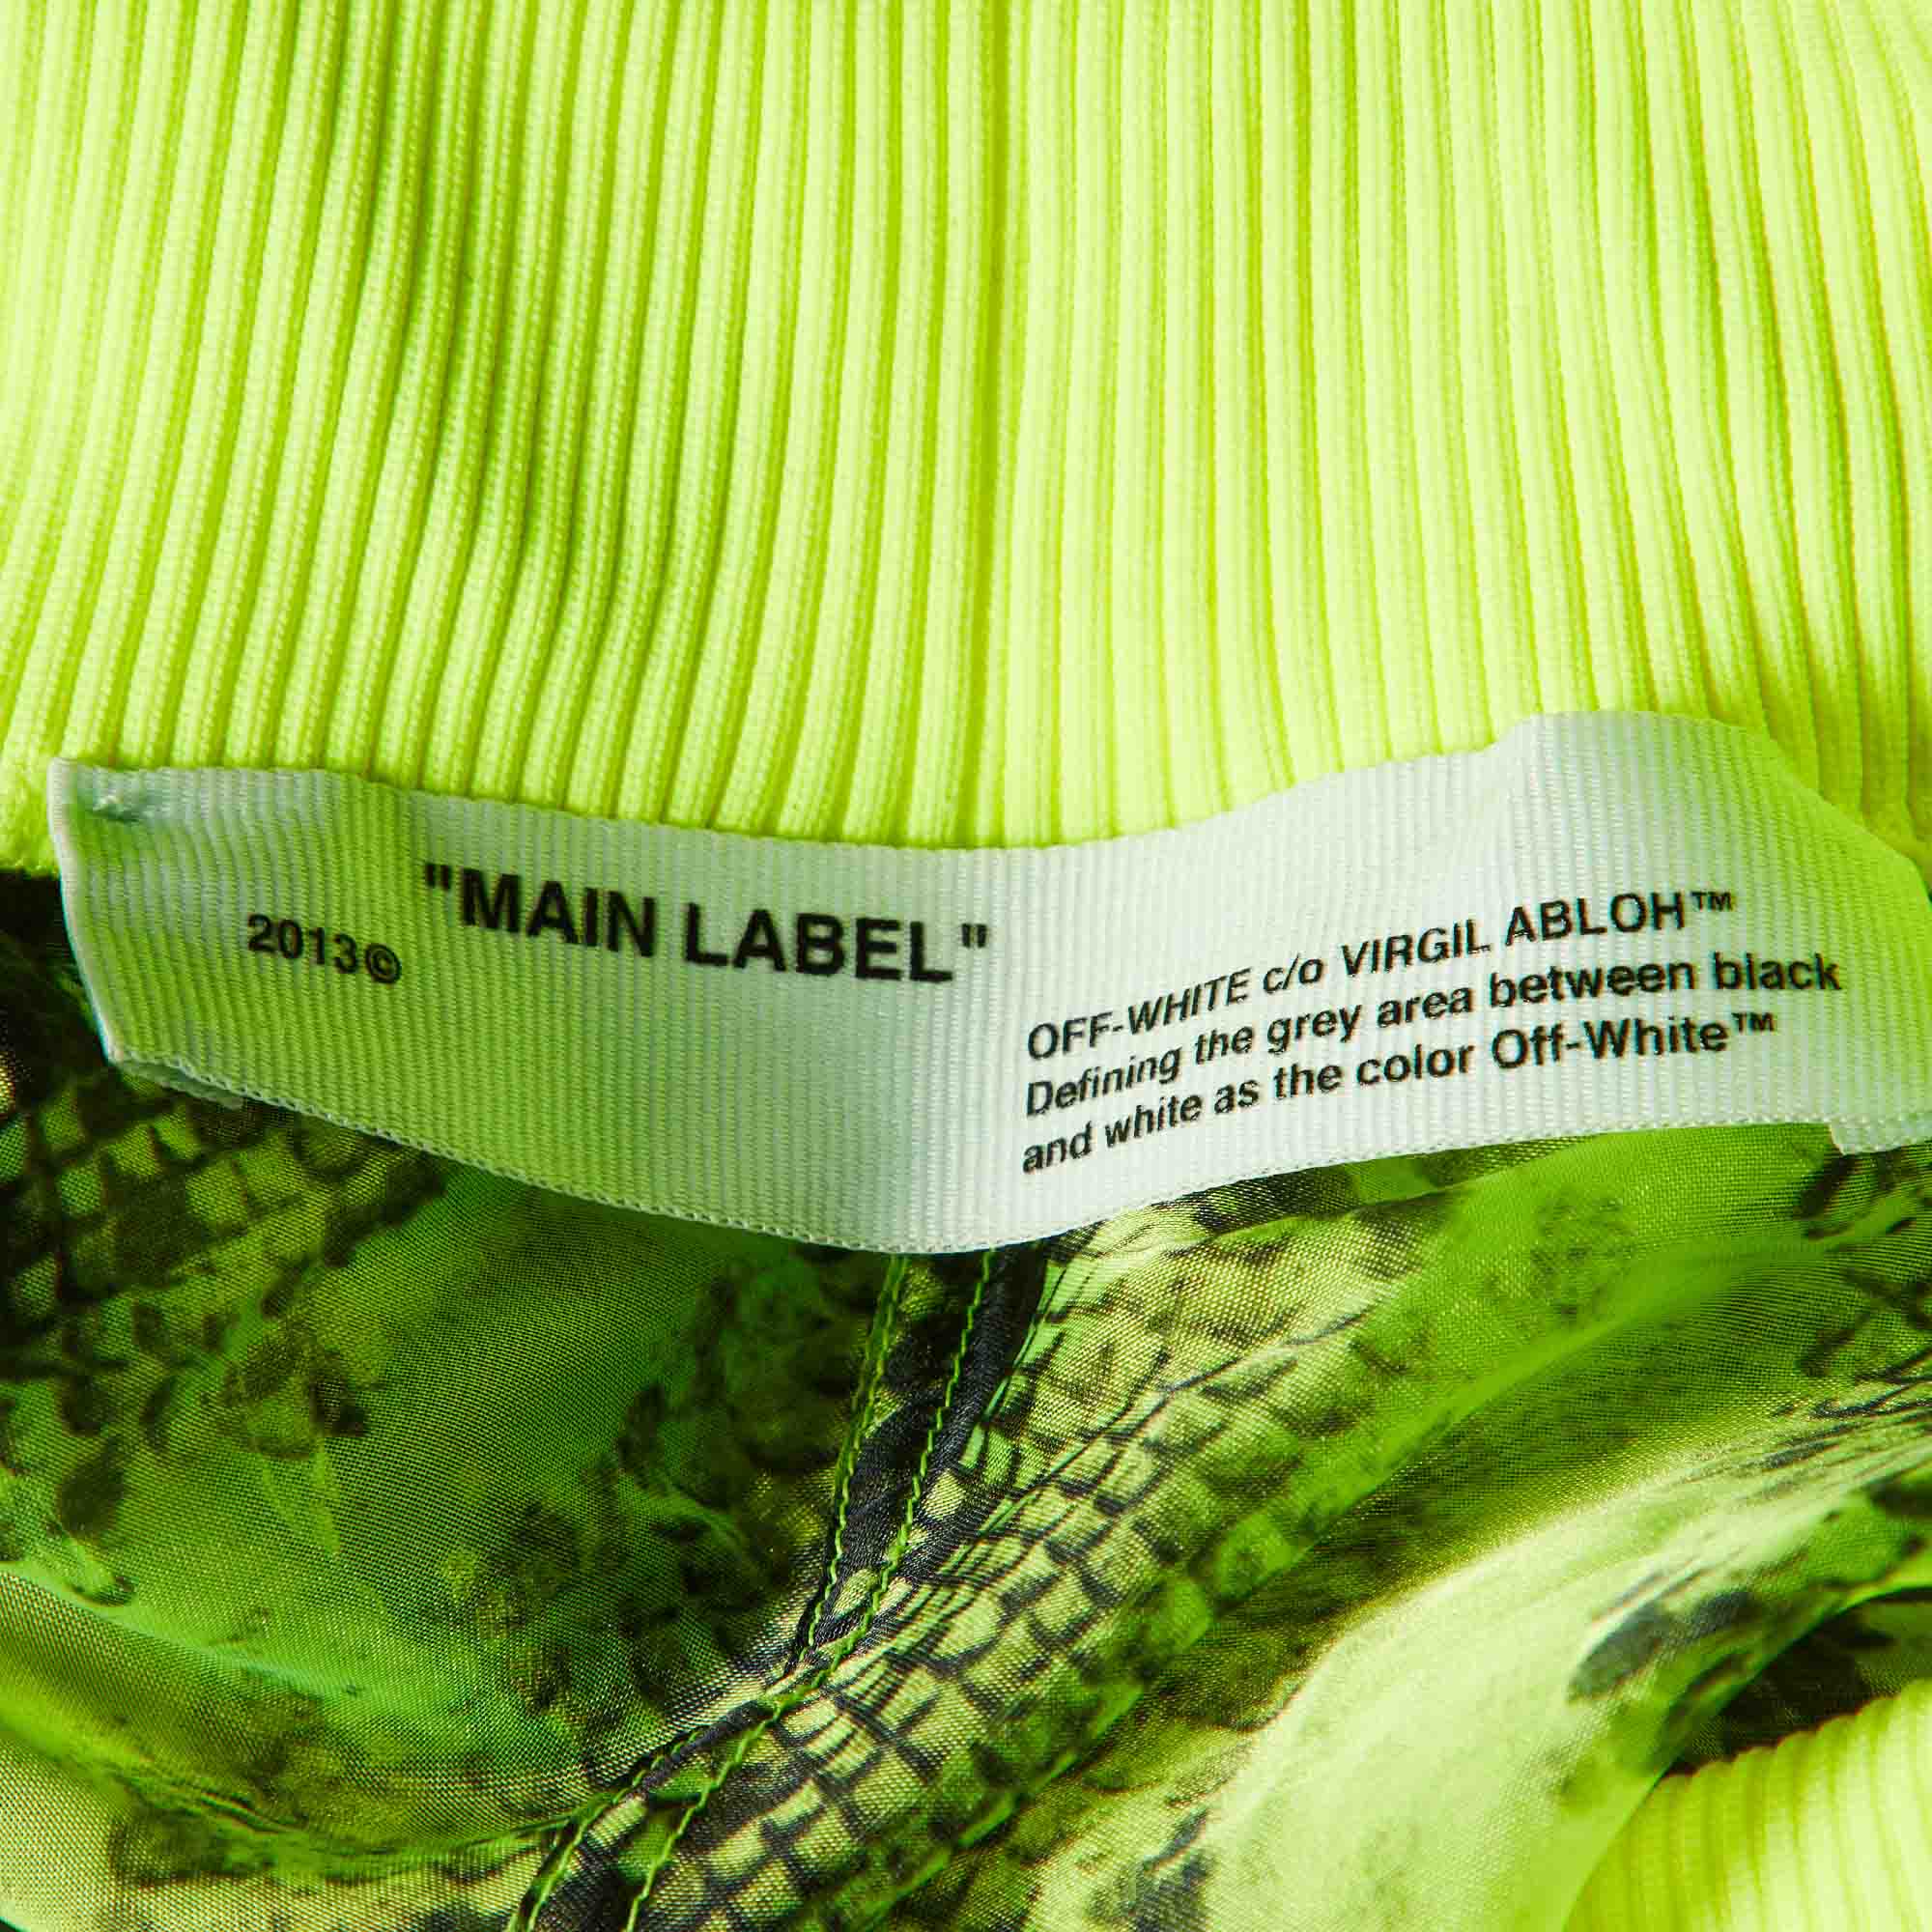 2013© "MAIN LABEL"
OFF-WHITE c/o VIRGIL ABLOH™
Defining the grey area between black
and white as the color Off-White™